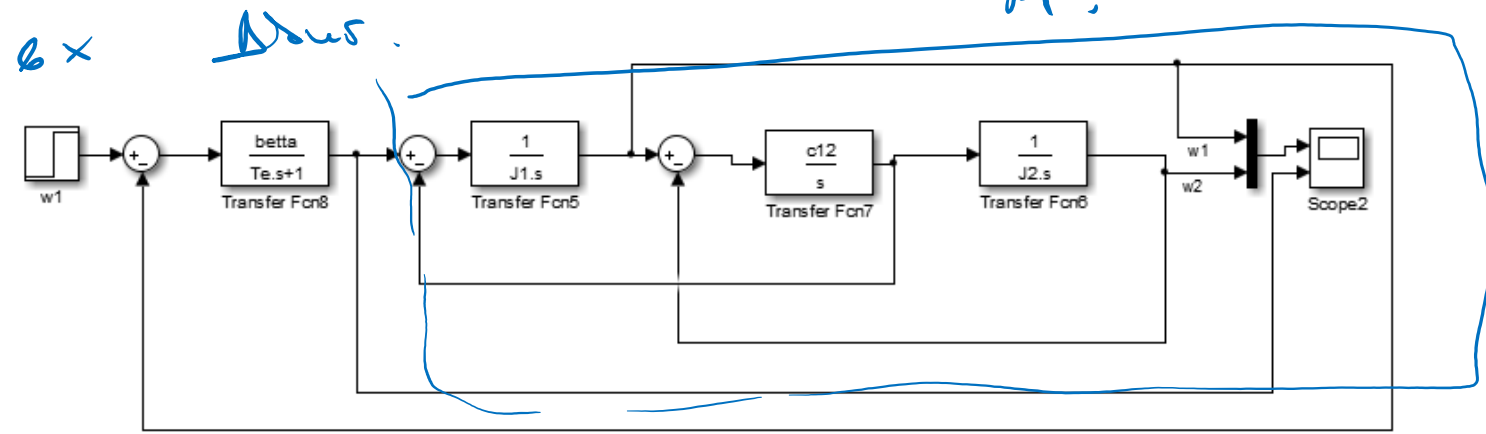 w1
betta
Te.s+1
Transfer Fcn8
1
J1.s
Transfer Fcn5
c12
s
Transfer Fcn7
1
J2.s
Transfer Fcn6
w1
w2
Scope2